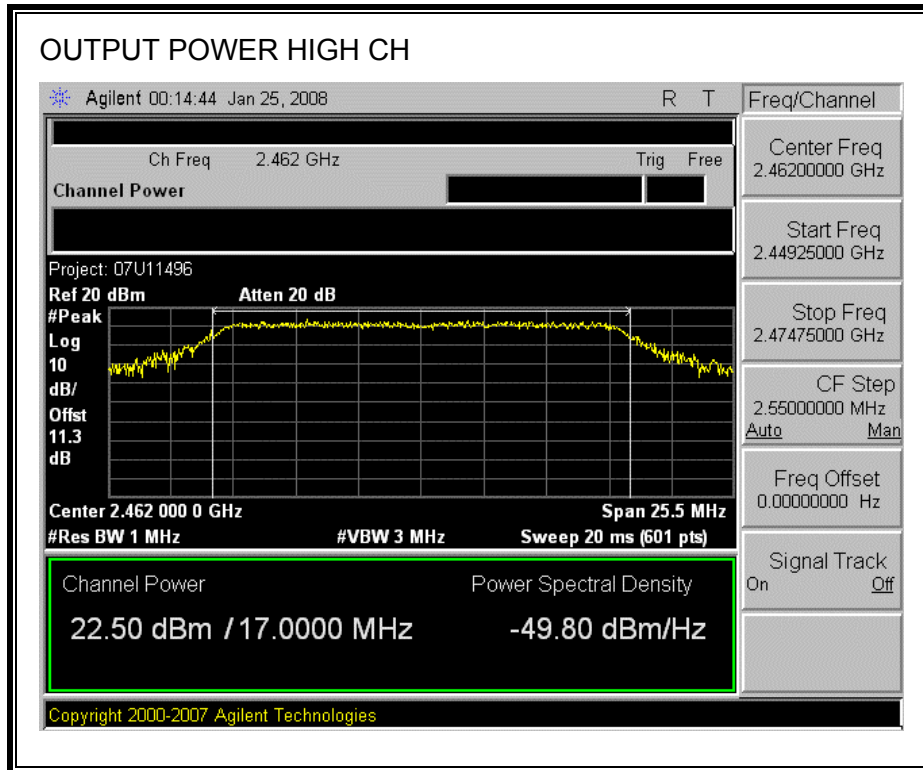 OUTPUT POWER HIGH CH
Agilent 00:14:44 Jan 25, 2008 R T
Freq/Channel
Ch Freq 2.462 GHz Trig Free
Channel Power
Center Freq
2.46200000 GHz
Start Freq
2.44925000 GHz
Stop Freq
2.47475000 GHz
CF Step
2.55000000 MHz
Auto Man
Freq Offset
0.00000000 Hz
Signal Track
On Off
Project: 07U11496
Ref 20 dBm Atten 20 dB
#Peak
Log
10
dB/
Offst
11.3
dB
Center 2.462 000 0 GHz Span 25.5 MHz
#Res BW 1 MHz #VBW 3 MHz Sweep 20 ms (601 pts)
Channel Power Power Spectral Density
22.50 dBm / 17.0000 MHz -49.80 dBm/Hz
Copyright 2000-2007 Agilent Technologies